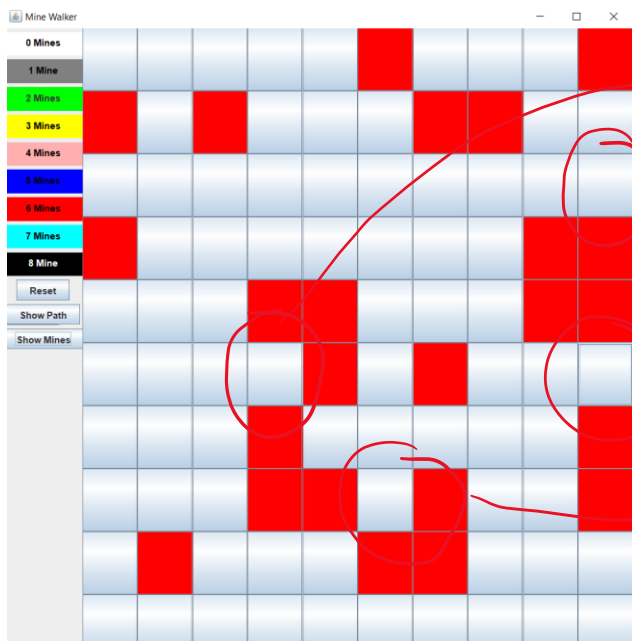 Mine Walker
0 Mines
1 Mine
2 Mines
3 Mines
4 Mines
5 Mines
6 Mines
7 Mines
8 Mine
Reset
Show Path
Show Mines